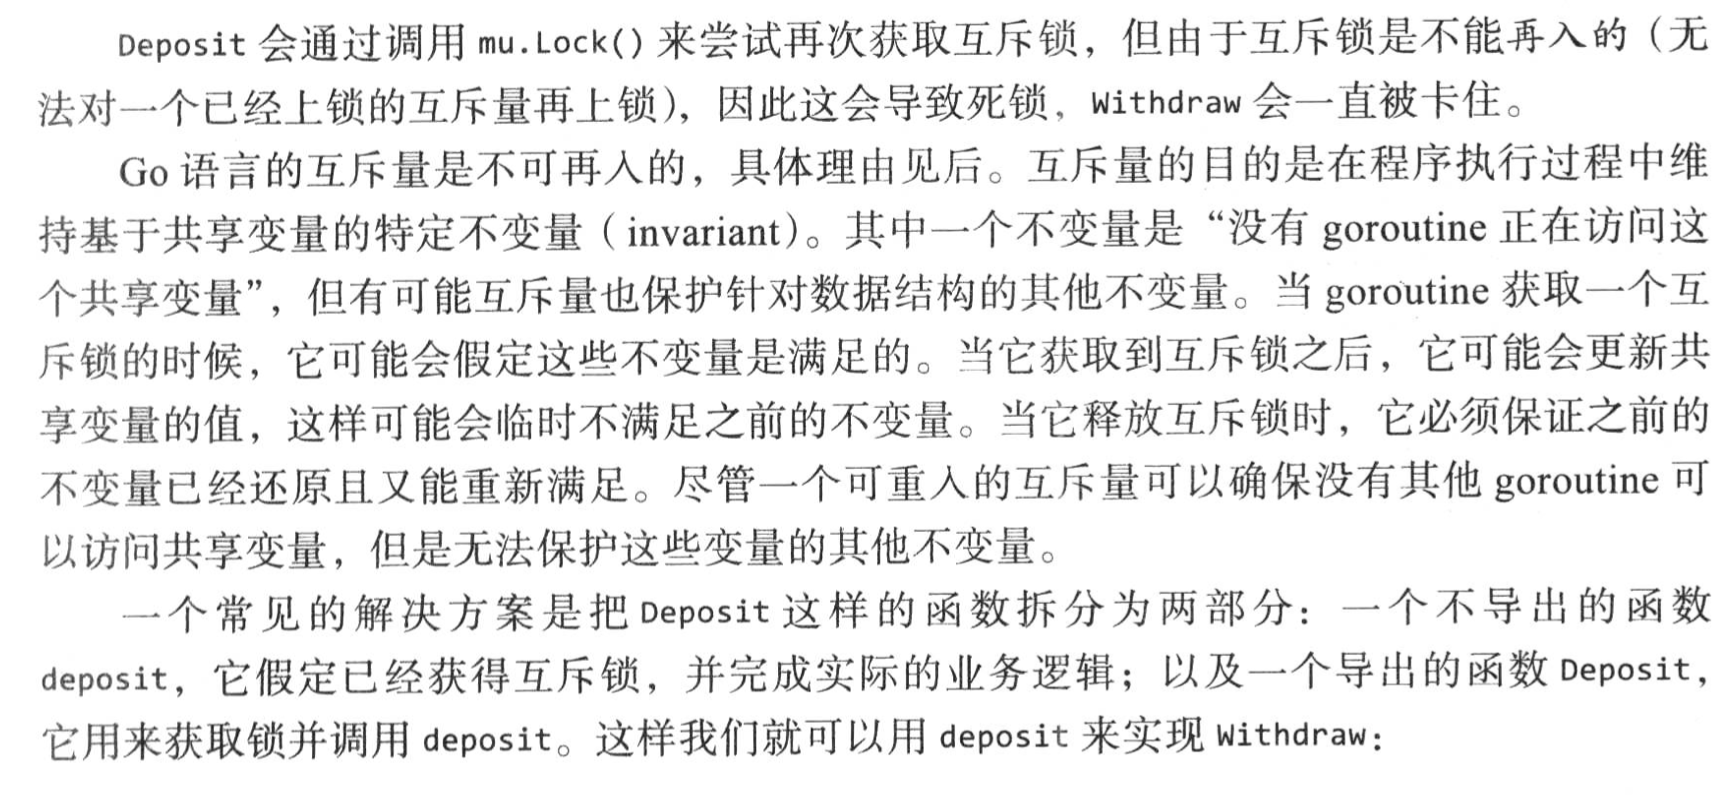 Deposit 会通过调用 mu.Lock() 来尝试再次获取互斥锁，但由于互斥锁是不能再入的（无
法对一个已经上锁的互斥量再上锁），因此这会导致死锁，Withdraw 会一直被卡住。
Go 语言的互斥量是不可再入的，具体理由见后。互斥量的目的是在程序执行过程中维
持基于共享变量的特定不变量（invariant）。其中一个不变量是“没有 goroutine 正在访问这
个共享变量”，但有可能互斥量也保护针对数据结构的其他不变量。当 goroutine 获取一个互
斥锁的时候，它可能会假定这些不变量是满足的。当它获取到互斥锁之后，它可能会更新共
享变量的值，这样可能会临时不满足之前的不变量。当它释放互斥锁时，它必须保证之前的
不变量已经还原且又能重新满足。尽管一个可重入的互斥量可以确保没有其他 goroutine 可
以访问共享变量，但是无法保护这些变量的其他不变量。
一个常见的解决方案是把 Deposit 这样的函数拆分为两部分：一个不导出的函数
deposit，它假定已经获得互斥锁，并完成实际的业务逻辑；以及一个导出的函数 Deposit，
它用来获取锁并调用 deposit。这样我们就可以用 deposit 来实现 Withdraw：